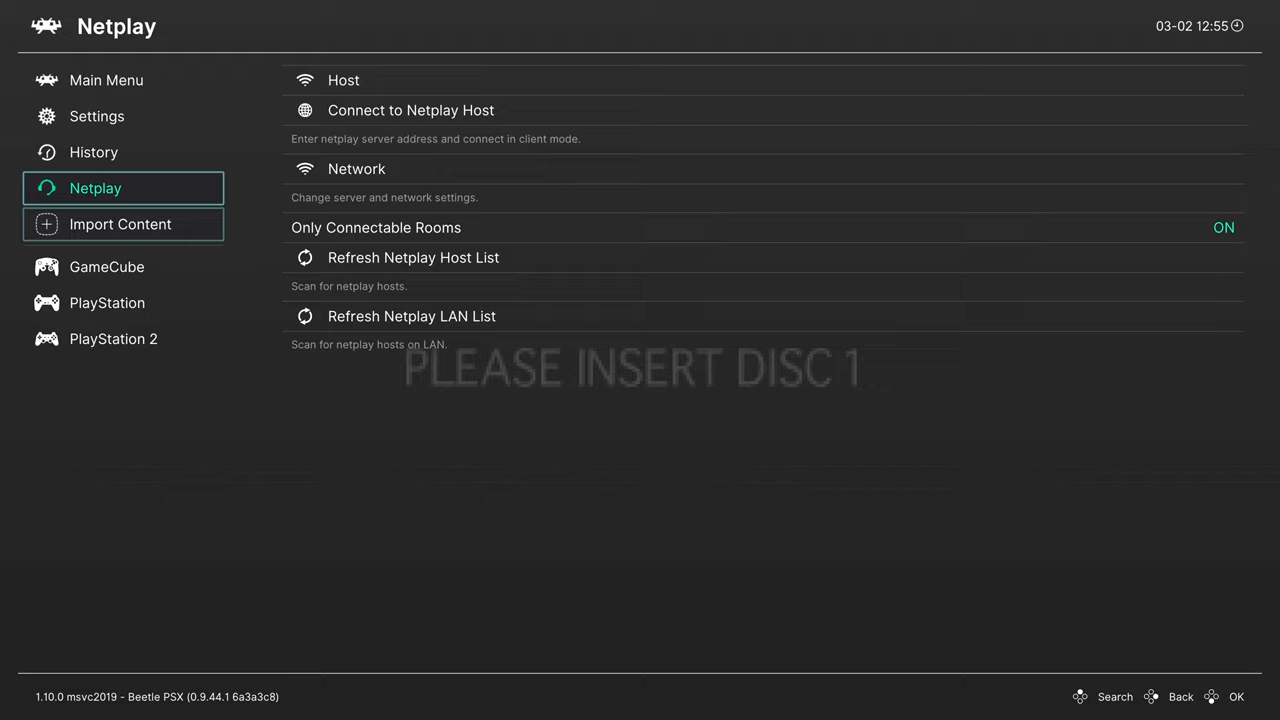 Netplay
03-02 12:55
Main Menu
Settings
History
Netplay
Import Content
GameCube
PlayStation
PlayStation 2
Host
Connect to Netplay Host
Enter netplay server address and connect in client mode.
Network
Change server and network settings.
Only Connectable Rooms ON
Refresh Netplay Host List
Scan for netplay hosts.
Refresh Netplay LAN List
Scan for netplay hosts on LAN.
PLEASE INSERT DISC 1
1.10.0 msvc2019 - Beetle PSX (0.9.44.1 6a3a3c8)
Search Back OK